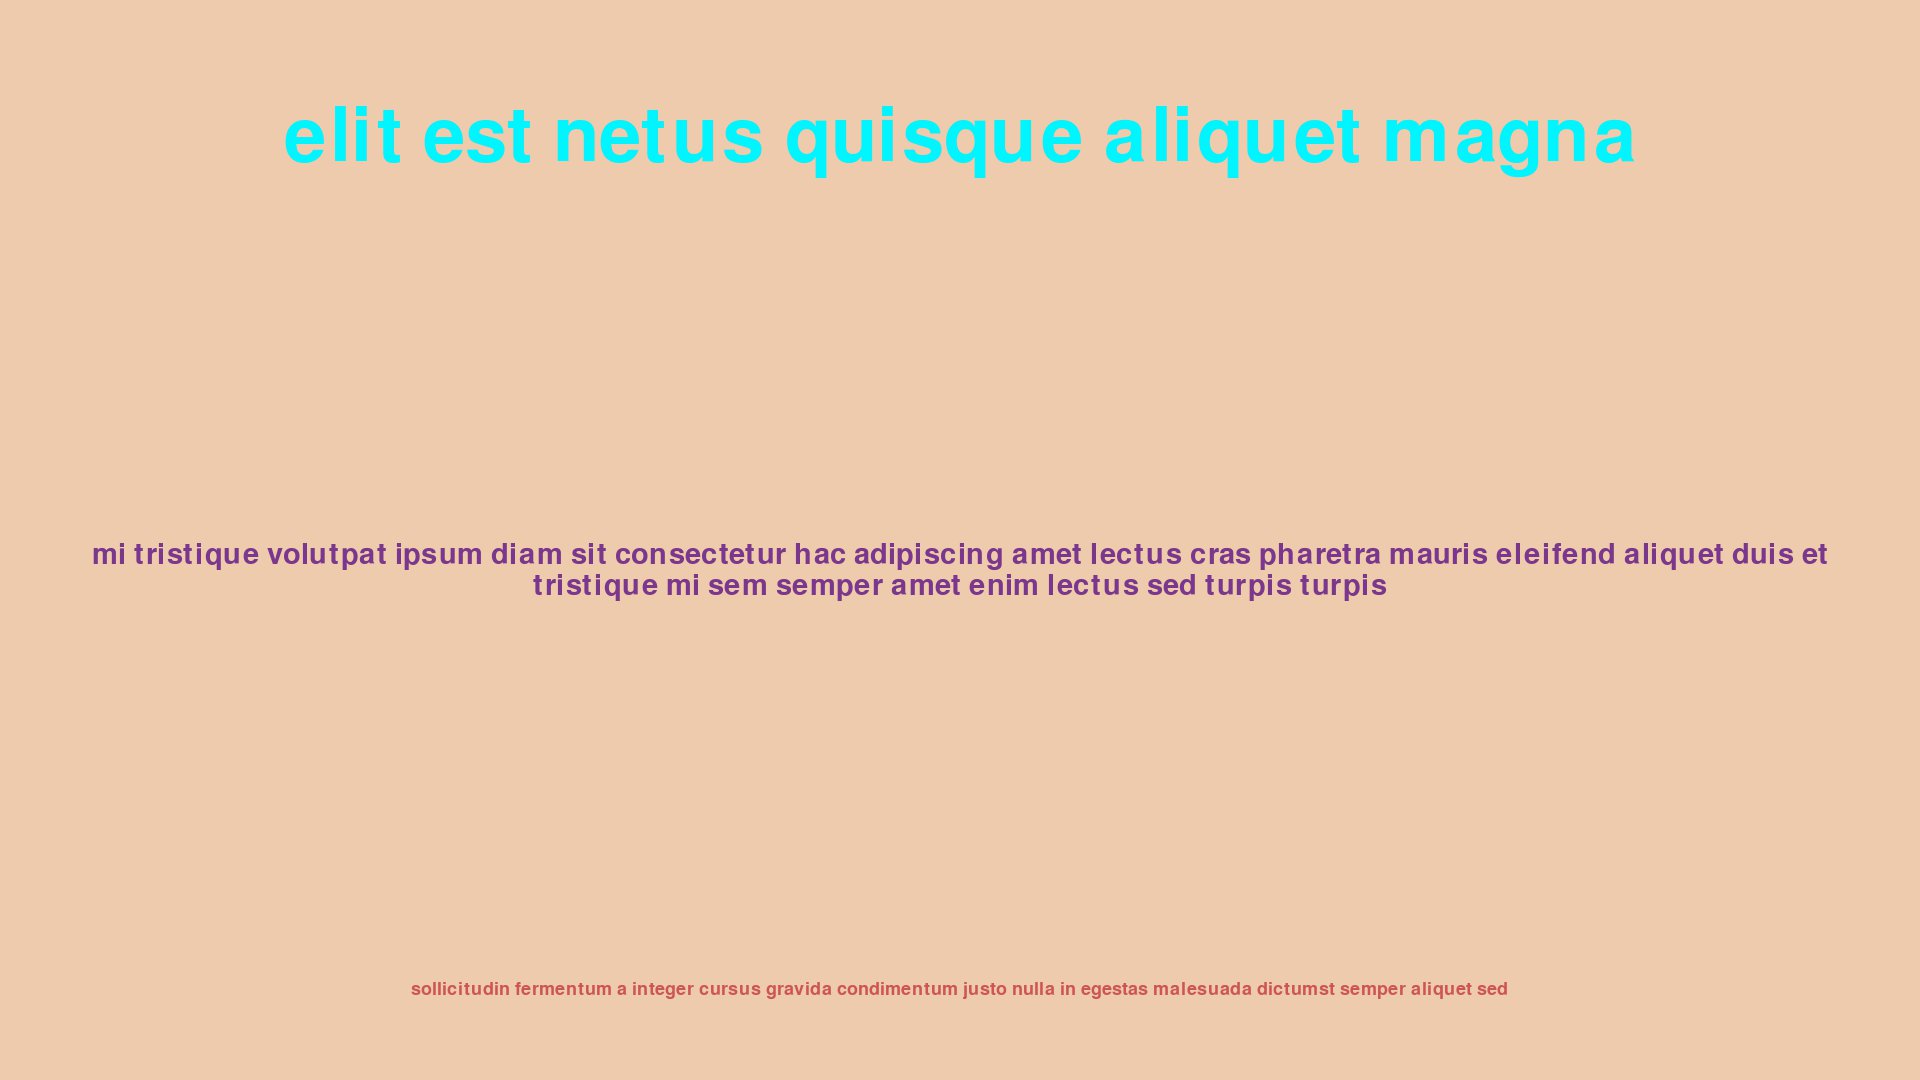 elit est netus quisque aliquet magna
mi tristique volutpat ipsum diam sit consectetur hac adipiscing amet lectus cras pharetra mauris eleifend aliquet duis et
tristique mi sem semper amet enim lectus sed turpis turpis
sollicitudin fermentum a integer cursus gravida condimentum justo nulla in egestas malesuada dictumst semper aliquet sed